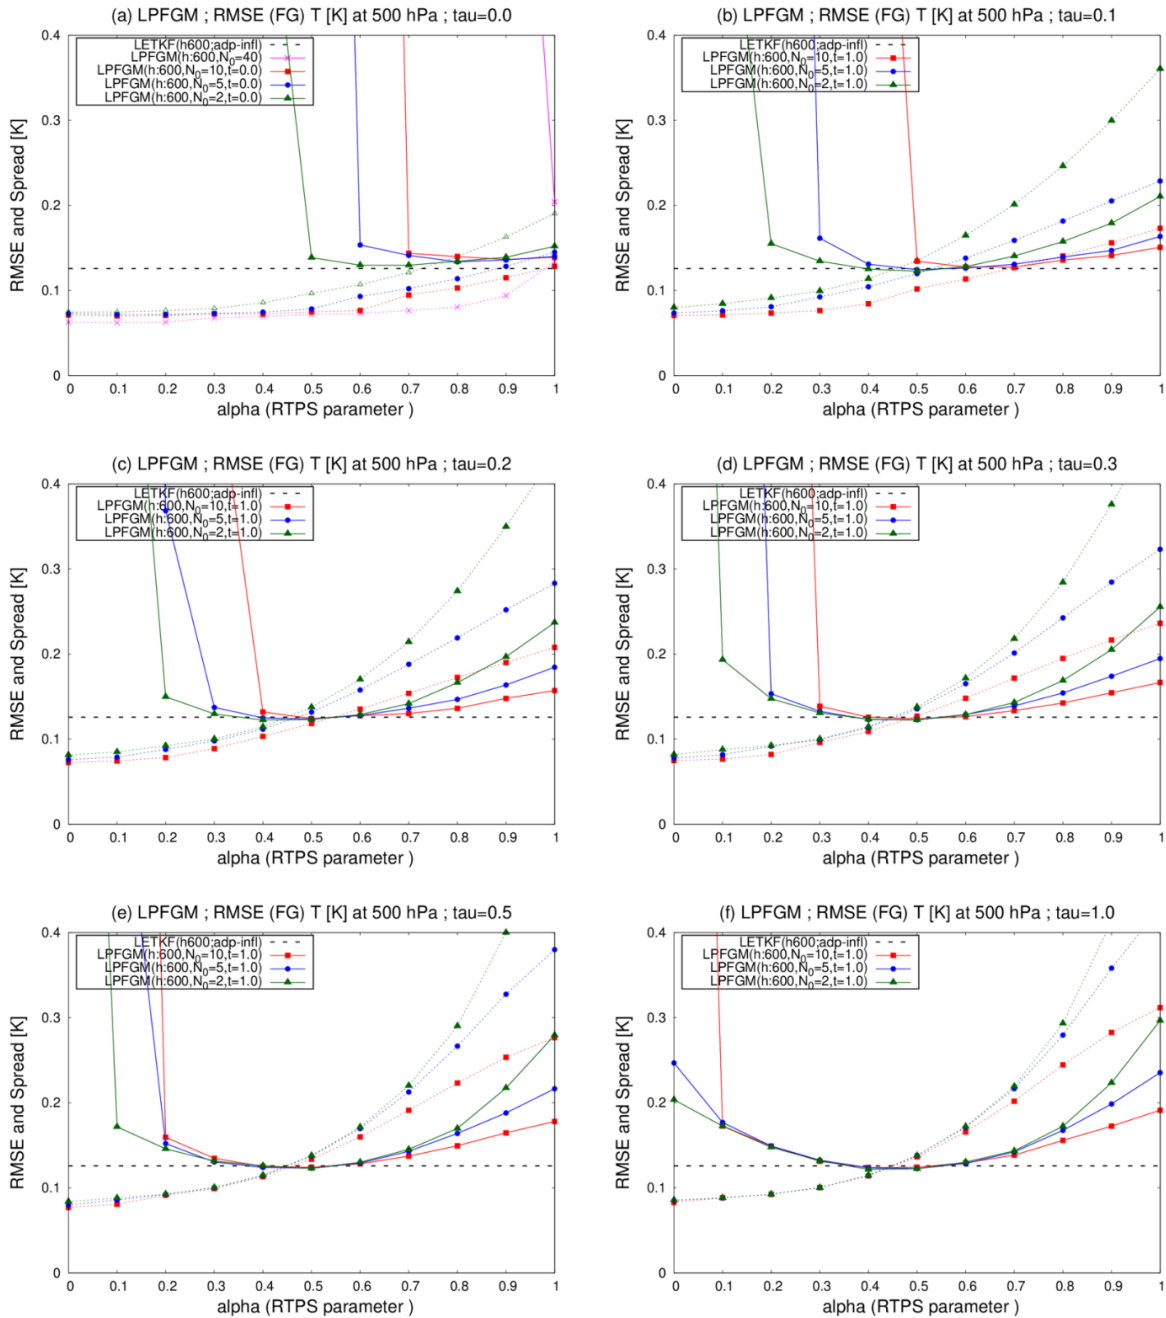 (a) LPFGM ; RMSE (FG) T [K] at 500 hPa ; tau=0.0
LETKF(h600;adp-infl)
LPFGM(h:600,N0=40)
LPFGM(h:600,N0=10,t=0.0)
LPFGM(h:600,N0=5,t=0.0)
LPFGM(h:600,N0=2,t=0.0)
RMSE and Spread [K]
0.4
0.3
0.2
0.1
0
0 0.1 0.2 0.3 0.4 0.5 0.6 0.7 0.8 0.9 1
alpha (RTPS parameter )
(b) LPFGM ; RMSE (FG) T [K] at 500 hPa ; tau=0.1
LETKF(h600;adp-infl)
LPFGM(h:600,N0=10,t=1.0)
LPFGM(h:600,N0=5,t=1.0)
LPFGM(h:600,N0=2,t=1.0)
RMSE and Spread [K]
0.4
0.3
0.2
0.1
0
0 0.1 0.2 0.3 0.4 0.5 0.6 0.7 0.8 0.9 1
alpha (RTPS parameter )
(c) LPFGM ; RMSE (FG) T [K] at 500 hPa ; tau=0.2
LETKF(h600;adp-infl)
LPFGM(h:600,N0=10,t=1.0)
LPFGM(h:600,N0=5,t=1.0)
LPFGM(h:600,N0=2,t=1.0)
RMSE and Spread [K]
0.4
0.3
0.2
0.1
0
0 0.1 0.2 0.3 0.4 0.5 0.6 0.7 0.8 0.9 1
alpha (RTPS parameter )
(d) LPFGM ; RMSE (FG) T [K] at 500 hPa ; tau=0.3
LETKF(h600;adp-infl)
LPFGM(h:600,N0=10,t=1.0)
LPFGM(h:600,N0=5,t=1.0)
LPFGM(h:600,N0=2,t=1.0)
RMSE and Spread [K]
0.4
0.3
0.2
0.1
0
0 0.1 0.2 0.3 0.4 0.5 0.6 0.7 0.8 0.9 1
alpha (RTPS parameter )
(e) LPFGM ; RMSE (FG) T [K] at 500 hPa ; tau=0.5
LETKF(h600;adp-infl)
LPFGM(h:600,N0=10,t=1.0)
LPFGM(h:600,N0=5,t=1.0)
LPFGM(h:600,N0=2,t=1.0)
RMSE and Spread [K]
0.4
0.3
0.2
0.1
0
0 0.1 0.2 0.3 0.4 0.5 0.6 0.7 0.8 0.9 1
alpha (RTPS parameter )
(f) LPFGM ; RMSE (FG) T [K] at 500 hPa ; tau=1.0
LETKF(h600;adp-infl)
LPFGM(h:600,N0=10,t=1.0)
LPFGM(h:600,N0=5,t=1.0)
LPFGM(h:600,N0=2,t=1.0)
RMSE and Spread [K]
0.4
0.3
0.2
0.1
0
0 0.1 0.2 0.3 0.4 0.5 0.6 0.7 0.8 0.9 1
alpha (RTPS parameter )